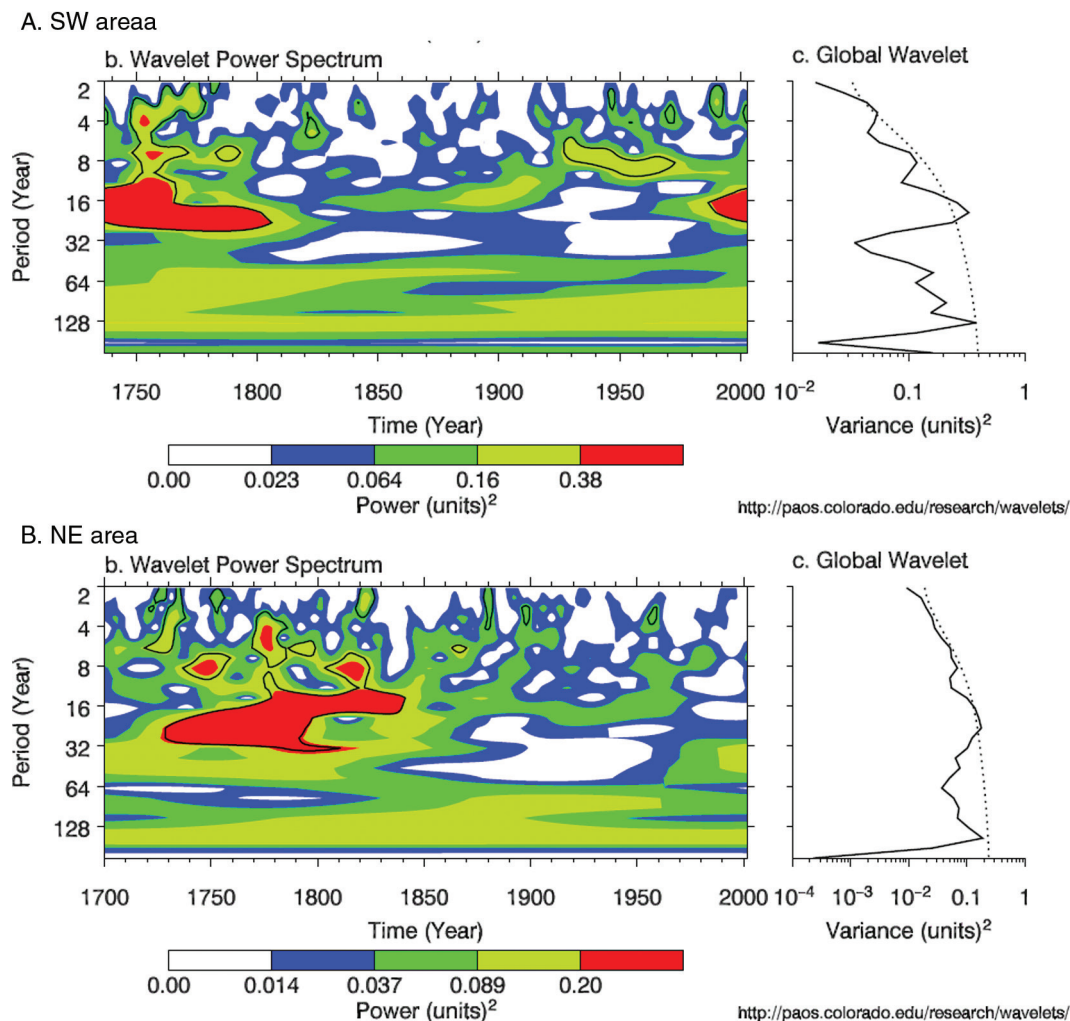 A. SW areaa
b. Wavelet Power Spectrum
c. Global Wavelet
Period (Year)
2
4
8
16
32
64
128
1750 1800 1850 1900 1950 2000
Time (Year)
10⁻² 0.1 1
Variance (units)²
0.00 0.023 0.064 0.16 0.38
Power (units)²
http://paos.colorado.edu/research/wavelets/
B. NE area
b. Wavelet Power Spectrum
c. Global Wavelet
Period (Year)
2
4
8
16
32
64
128
1700 1750 1800 1850 1900 1950 2000
Time (Year)
10⁻⁴ 10⁻³ 10⁻² 0.1 1
Variance (units)²
0.00 0.014 0.037 0.089 0.20
Power (units)²
http://paos.colorado.edu/research/wavelets/